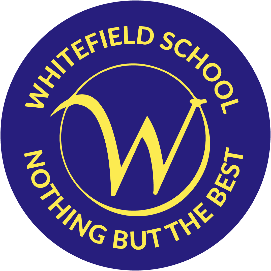 WHITEFIELD SCHOOL
W
NOTHING BUT THE BEST